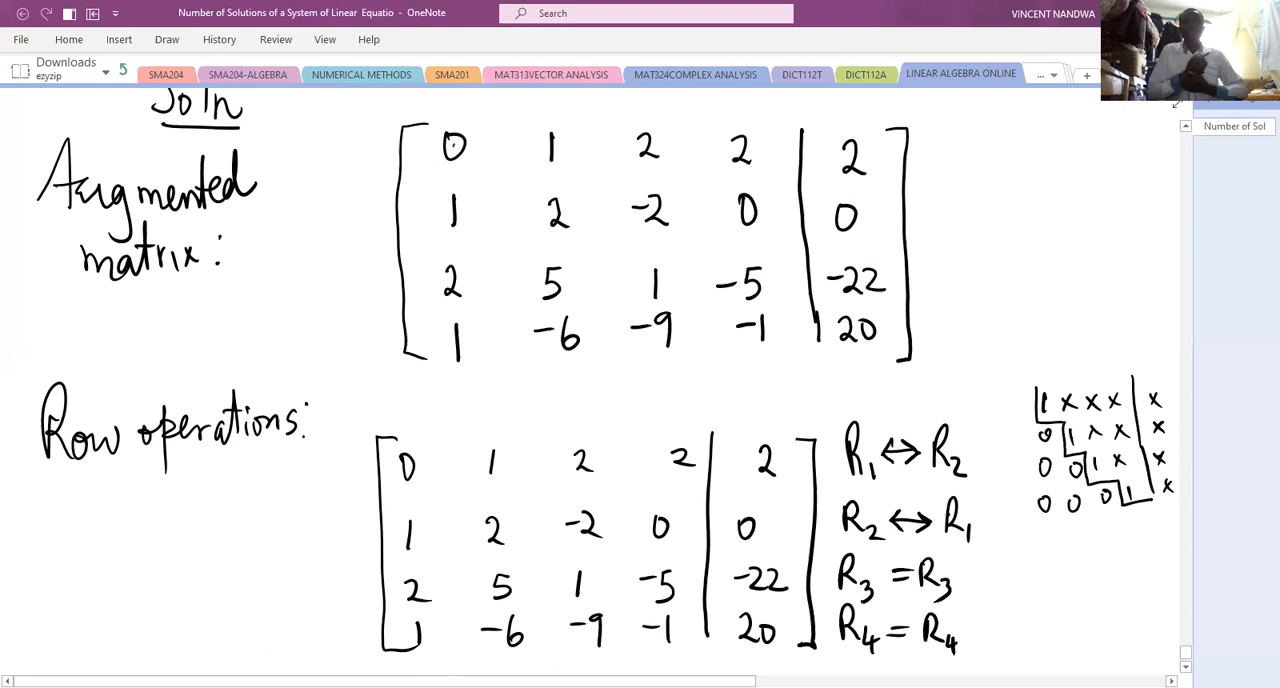 Number of Solutions of a System of Linear Equatio - OneNote
Search
VINCENT NANDWA
File Home Insert Draw History Review View Help
Downloads
ezyzip
SMA204 SMA204-ALGEBRA NUMERICAL METHODS SMA201 MAT313VECTOR ANALYSIS MAT324COMPLEX ANALYSIS DICT112T DICT112A LINEAR ALGEBRA ONLINE ... +
Number of Sol
Soln
Augmented
matrix:
0 1 2 2 | 2
1 2 -2 0 | 0
2 5 1 -5 | -22
1 -6 -9 -1 | 20
Row operations:
0 1 2 2 | 2 R1 ↔ R2
1 2 -2 0 | 0 R2 ↔ R1
2 5 1 -5 | -22 R3 = R3
1 -6 -9 -1 | 20 R4 = R4
1 x x x | x
0 1 x x | x
0 0 1 x | x
0 0 0 1 | x